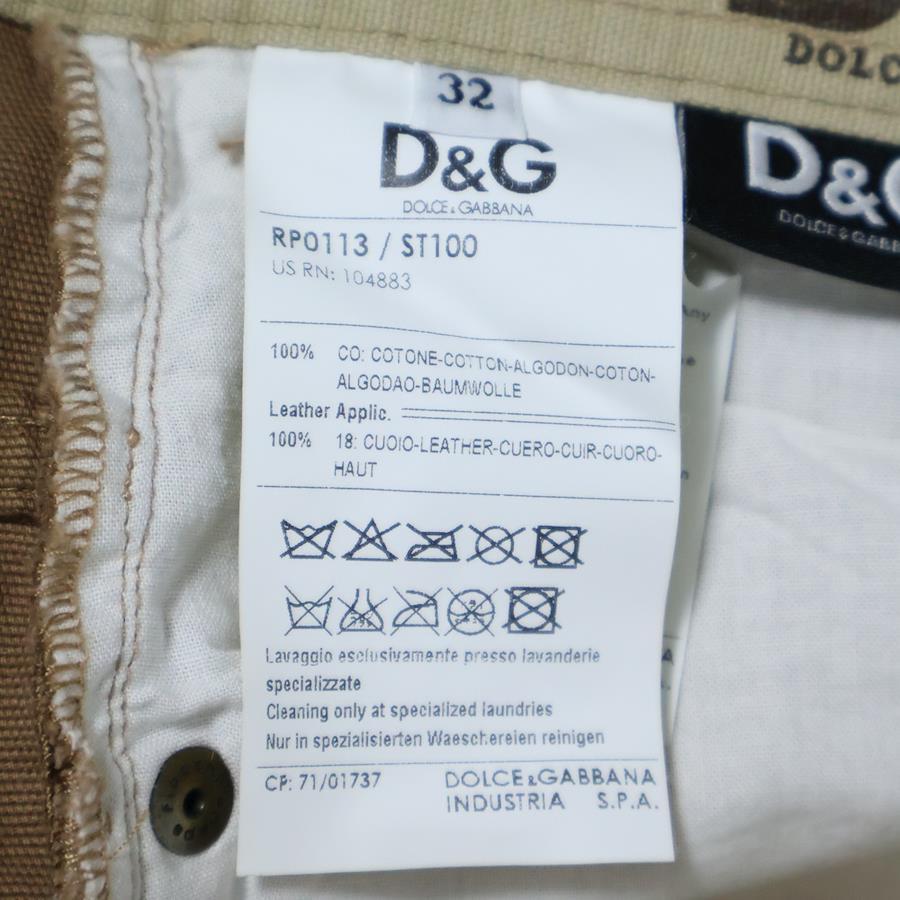 DOLC
32
D&G
DOLCE & GABBANA
D&G
DOLCE & GABB
RP0113 / ST100
US RN: 104883
100% CO: COTONE-COTTON-ALGODON-COTON-
ALGODAO-BAUMWOLLE
Leather Applic.
100% 18: CUOIO-LEATHER-CUERO-CUIR-CUORO-
HAUT
Lavaggio esclusivamente presso lavanderie
specializzate
Cleaning only at specialized laundries
Nur in spezialisierten Waeschereien reinigen
CP: 71/01737
DOLCE & GABBANA
INDUSTRIA S.P.A.